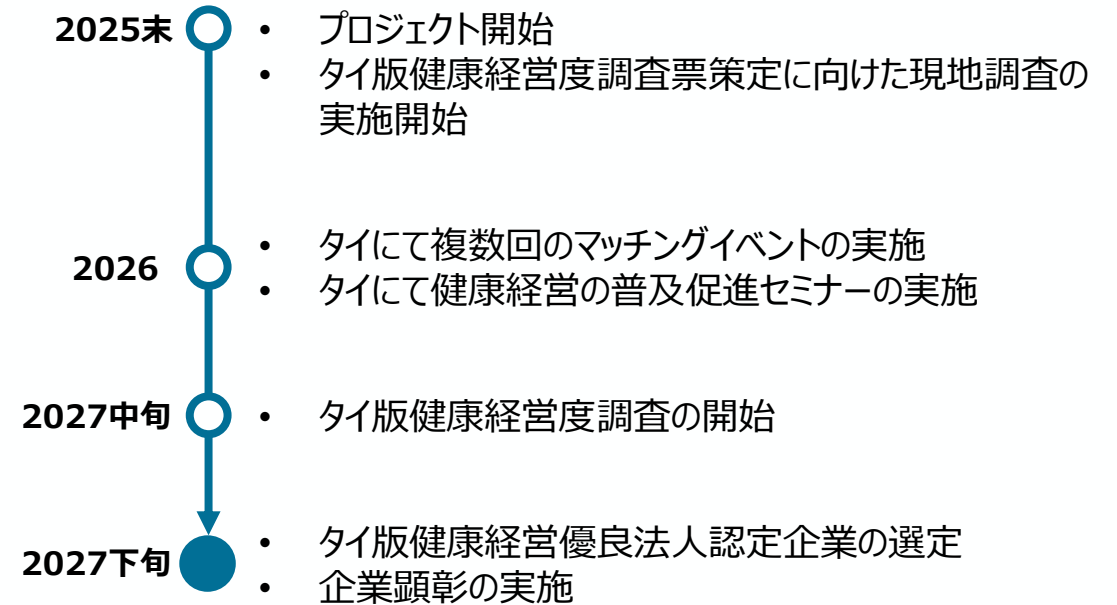 2025末
• プロジェクト開始
• タイ版健康経営度調査票策定に向けた現地調査の
実施開始
2026
• タイにて複数回のマッチングイベントの実施
• タイにて健康経営の普及促進セミナーの実施
2027中旬
• タイ版健康経営度調査の開始
2027下旬
• タイ版健康経営優良法人認定企業の選定
• 企業顕彰の実施